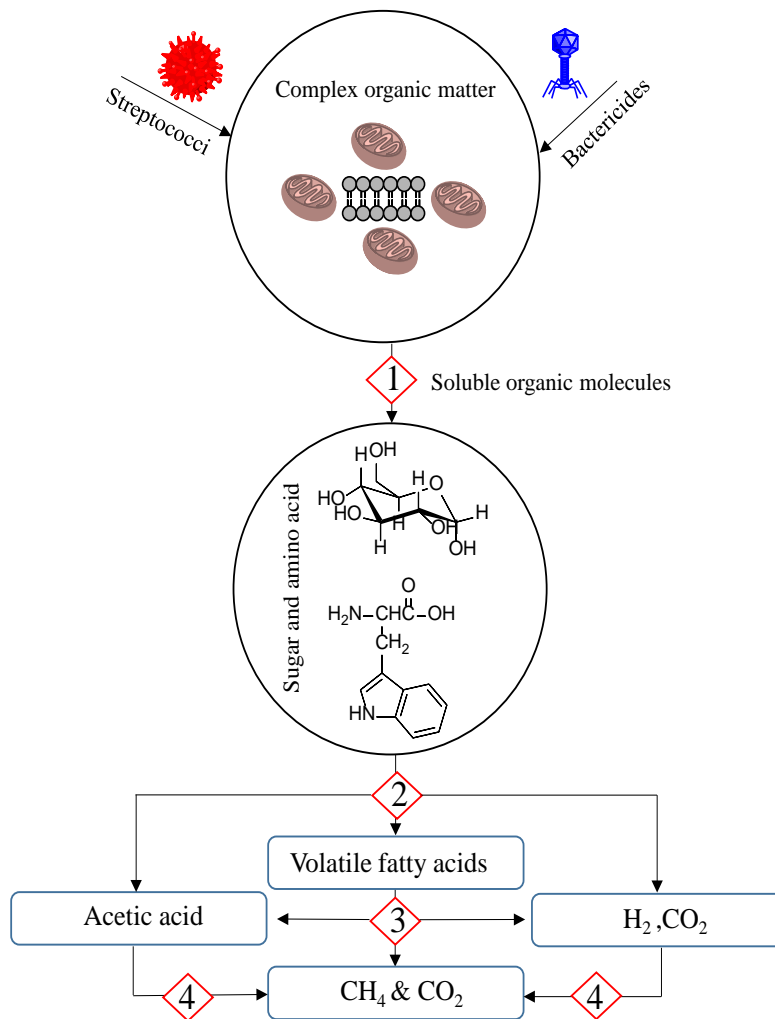 Complex organic matter
Streptococci
Bactericides
1
Soluble organic molecules
Sugar and amino acid
OH
H
H
O
HO
HO
H
OH
H
H
OH
O
H₂N–CHC–OH
CH₂
HN
2
Volatile fatty acids
Acetic acid
3
H₂ ,CO₂
4
CH₄ & CO₂
4